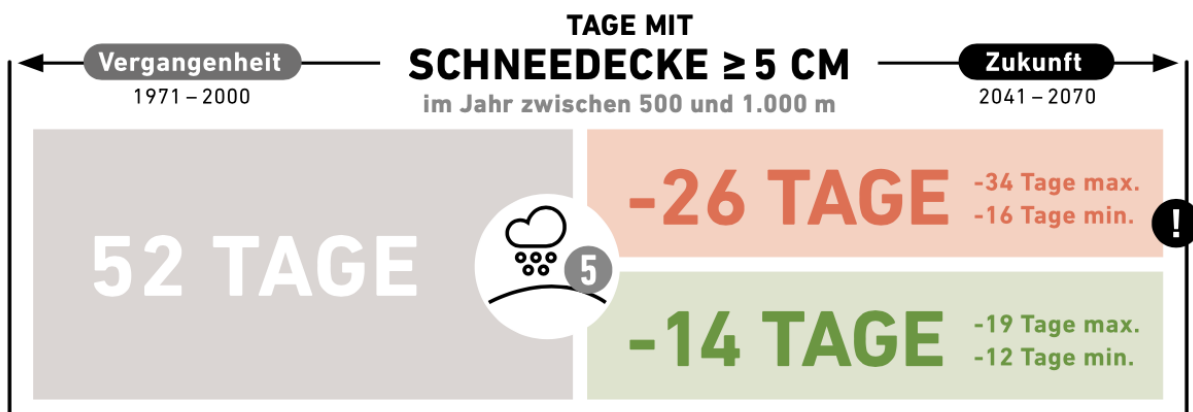 TAGE MIT
Vergangenheit
SCHNEEDECKE ≥ 5 CM
Zukunft
1971 – 2000
im Jahr zwischen 500 und 1.000 m
2041 – 2070
52 TAGE
5
-26 TAGE
-34 Tage max.
-16 Tage min.
!
-14 TAGE
-19 Tage max.
-12 Tage min.